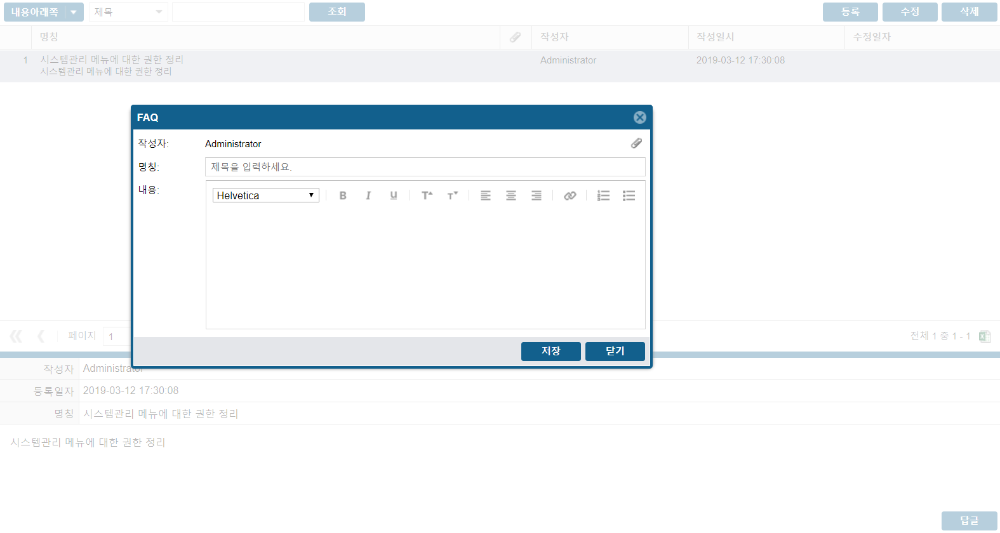 내용아래쪽 제목 조회 등록 수정 삭제
명칭 작성자 작성일시 수정일자
1 시스템관리 메뉴에 대한 권한 정리 Administrator 2019-03-12 17:30:08
시스템관리 메뉴에 대한 권한 정리
FAQ
작성자: Administrator
명칭: 제목을 입력하세요.
내용:
Helvetica B I U T T
저장 닫기
페이지 1 전체 1 중 1 - 1
작성자 Administrator
등록일자 2019-03-12 17:30:08
명칭 시스템관리 메뉴에 대한 권한 정리
시스템관리 메뉴에 대한 권한 정리
답글